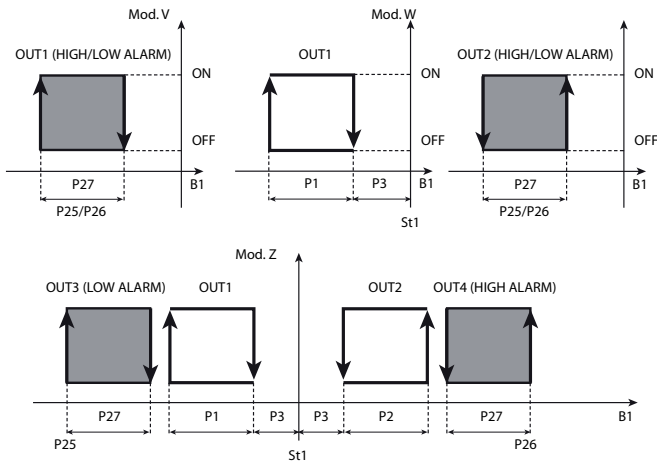 Mod. V
Mod. W
OUT1 (HIGH/LOW ALARM)
OUT1
OUT2 (HIGH/LOW ALARM)
ON
ON
ON
OFF
OFF
OFF
P27
B1
P1
P3
B1
P27
B1
P25/P26
St1
P25/P26
Mod. Z
OUT3 (LOW ALARM)
OUT1
OUT2
OUT4 (HIGH ALARM)
P27
P1
P3
P3
P2
P27
B1
P25
St1
P26